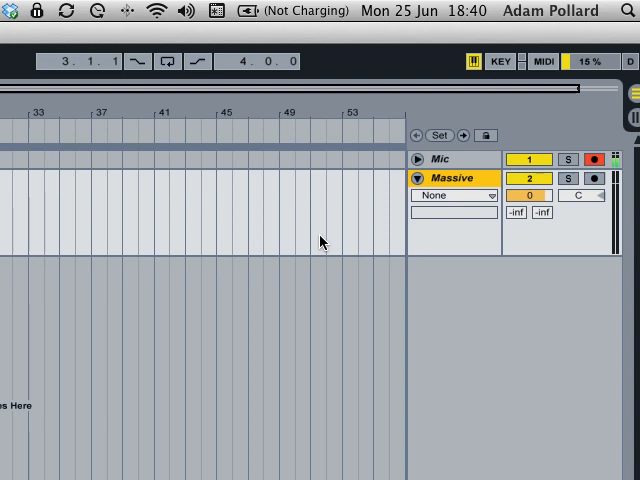 (Not Charging) Mon 25 Jun 18:40 Adam Pollard
3. 1. 1 4. 0. 0 KEY MIDI 15 % D
33 37 41 45 49 53
Set
Mic 1 S
Massive 2 S
None 0 C
-inf -inf
es Here